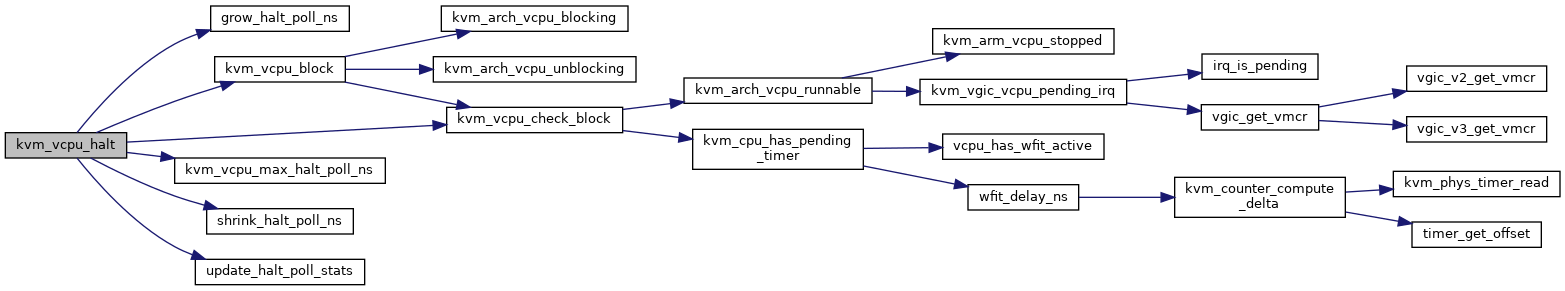 kvm_vcpu_halt
grow_halt_poll_ns
kvm_vcpu_block
kvm_vcpu_max_halt_poll_ns
shrink_halt_poll_ns
update_halt_poll_stats
kvm_arch_vcpu_blocking
kvm_arch_vcpu_unblocking
kvm_vcpu_check_block
kvm_arch_vcpu_runnable
kvm_cpu_has_pending
_timer
kvm_arm_vcpu_stopped
kvm_vgic_vcpu_pending_irq
vcpu_has_wfit_active
wfit_delay_ns
irq_is_pending
vgic_get_vmcr
kvm_counter_compute
_delta
vgic_v2_get_vmcr
vgic_v3_get_vmcr
kvm_phys_timer_read
timer_get_offset